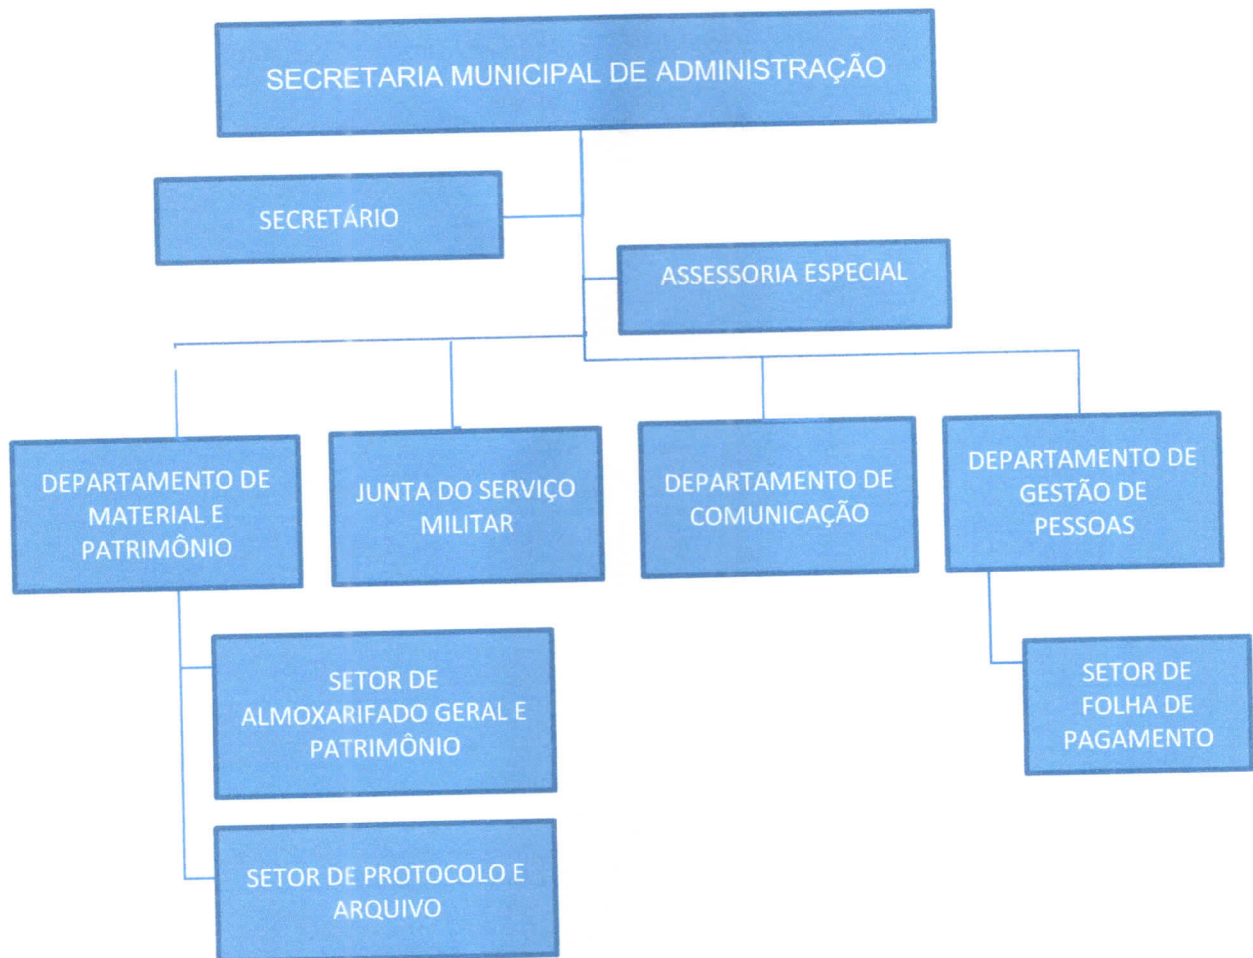 SECRETARIA MUNICIPAL DE ADMINISTRAÇÃO
SECRETÁRIO
ASSESSORIA ESPECIAL
DEPARTAMENTO DE
MATERIAL E
PATRIMÔNIO
JUNTA DO SERVIÇO
MILITAR
DEPARTAMENTO DE
COMUNICAÇÃO
DEPARTAMENTO DE
GESTÃO DE
PESSOAS
SETOR DE
ALMOXARIFADO GERAL E
PATRIMÔNIO
SETOR DE
FOLHA DE
PAGAMENTO
SETOR DE PROTOCOLO E
ARQUIVO